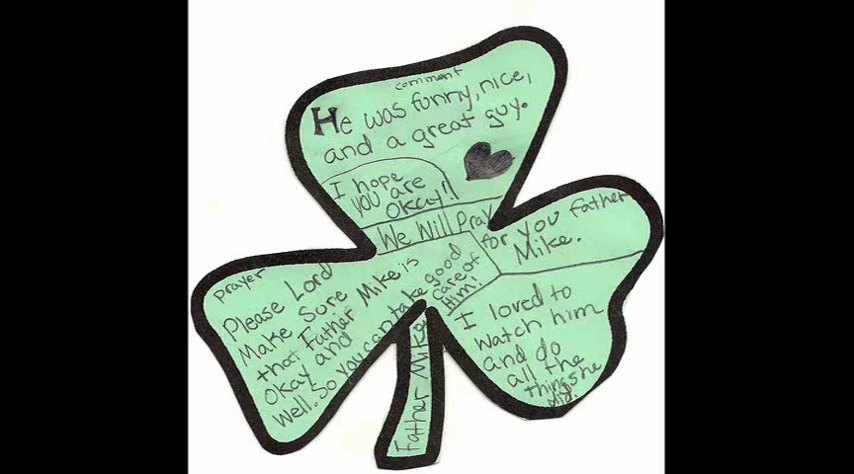 comment
He was funny, nice,
and a great guy.
I hope
you are
Okay!!
We Will Pray
for you Father
Mike.
prayer
Please Lord
Make Sure
that Father Mike is
Okay and
well. So you can take good
care of
Him!
I loved to
watch him
and do
all the
things he
did.
Father Mike